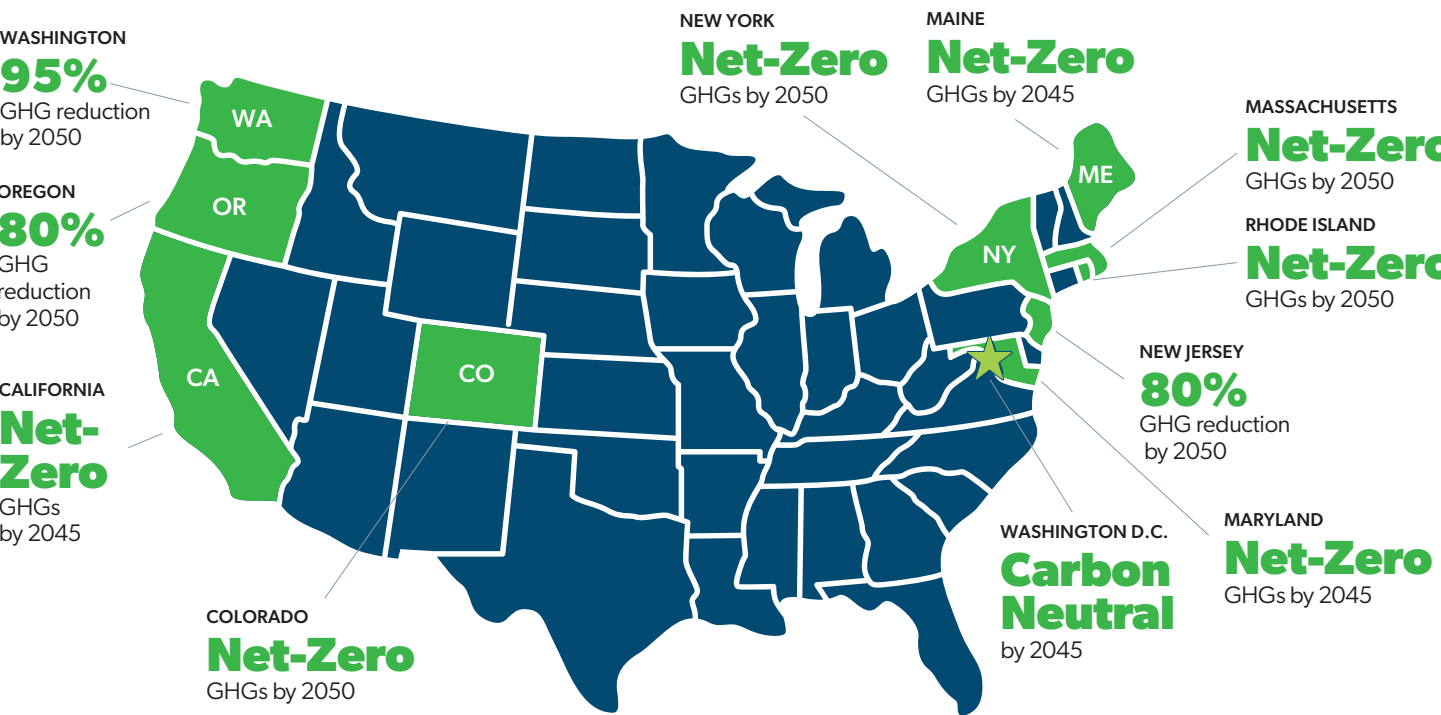 WASHINGTON
95%
GHG reduction
by 2050
OREGON
80%
GHG
reduction
by 2050
CALIFORNIA
Net-
Zero
GHGs
by 2045
COLORADO
Net-Zero
GHGs by 2050
NEW YORK
Net-Zero
GHGs by 2050
MAINE
Net-Zero
GHGs by 2045
MASSACHUSETTS
Net-Zero
GHGs by 2050
RHODE ISLAND
Net-Zero
GHGs by 2050
NEW JERSEY
80%
GHG reduction
by 2050
MARYLAND
Net-Zero
GHGs by 2045
WASHINGTON D.C.
Carbon
Neutral
by 2045
WA
OR
CA
CO
NY
ME